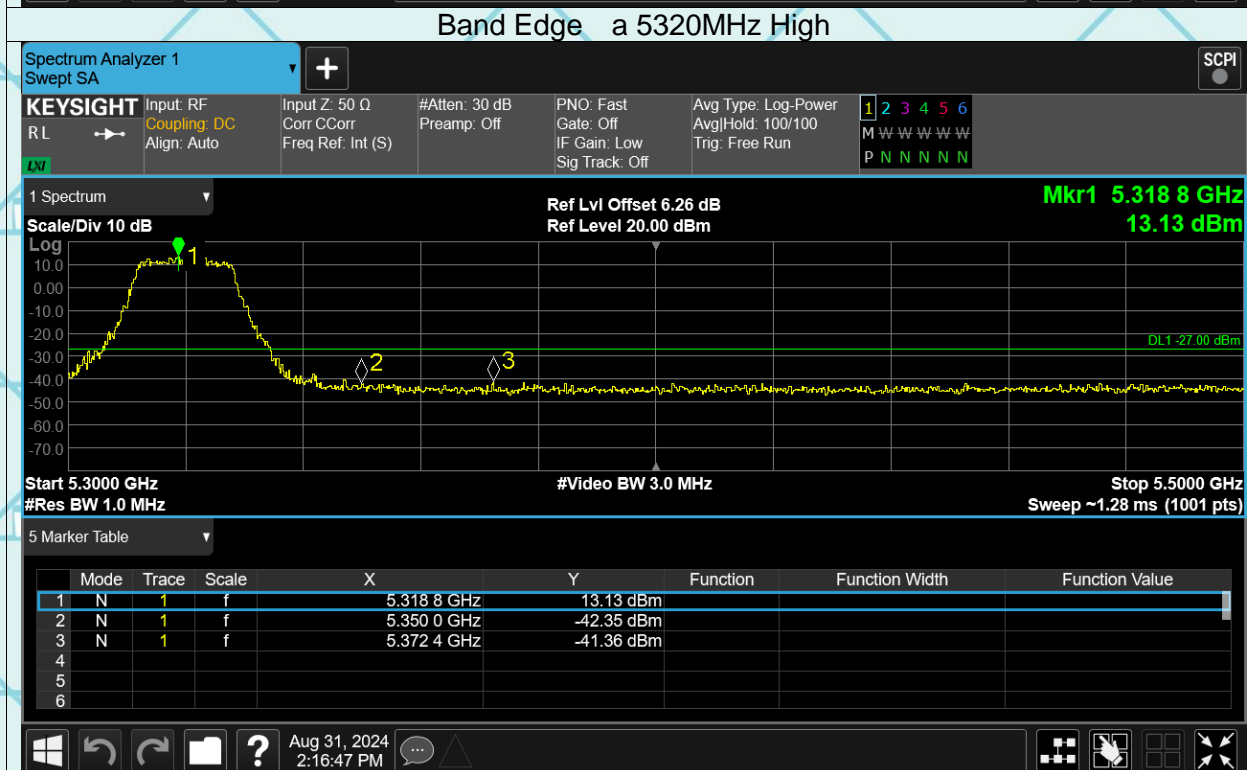 Band Edge a 5320MHz High
Spectrum Analyzer 1
Swept SA
+
SCPI
KEYSIGHT
R L
LXI
Input: RF
Coupling: DC
Align: Auto
Input Z: 50 Ω
Corr CCorr
Freq Ref: Int (S)
#Atten: 30 dB
Preamp: Off
PNO: Fast
Gate: Off
IF Gain: Low
Sig Track: Off
Avg Type: Log-Power
Avg|Hold: 100/100
Trig: Free Run
1 2 3 4 5 6
M W W W W W W
P N N N N N
1 Spectrum
Scale/Div 10 dB
Ref Lvl Offset 6.26 dB
Ref Level 20.00 dBm
Mkr1 5.318 8 GHz
13.13 dBm
Log
10.0
0.00
-10.0
-20.0
-30.0
-40.0
-50.0
-60.0
-70.0
1
2
3
DL1 -27.00 dBm
Start 5.3000 GHz
#Video BW 3.0 MHz
Stop 5.5000 GHz
#Res BW 1.0 MHz
Sweep ~1.28 ms (1001 pts)
5 Marker Table
Mode Trace Scale X Y Function Function Width Function Value
1 N 1 f 5.318 8 GHz 13.13 dBm
2 N 1 f 5.350 0 GHz -42.35 dBm
3 N 1 f 5.372 4 GHz -41.36 dBm
4
5
6
?
Aug 31, 2024
2:16:47 PM